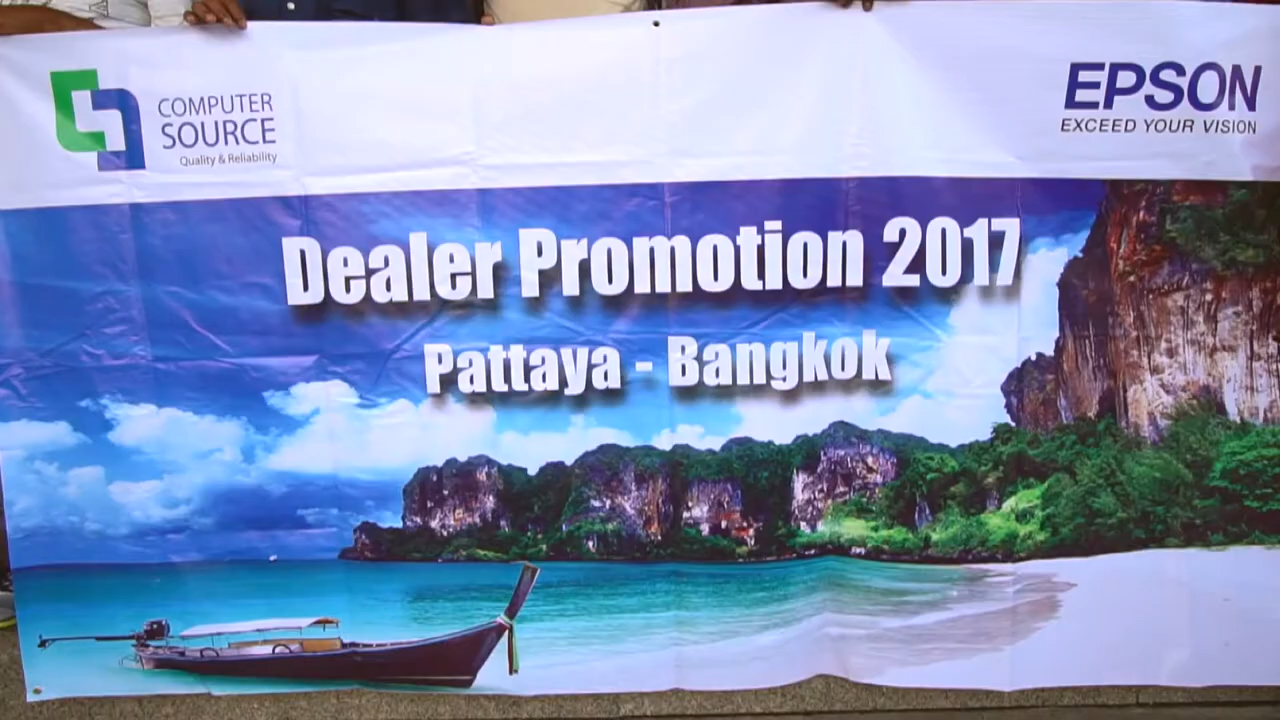 COMPUTER
SOURCE
Quality & Reliability
EPSON
EXCEED YOUR VISION
Dealer Promotion 2017
Pattaya - Bangkok